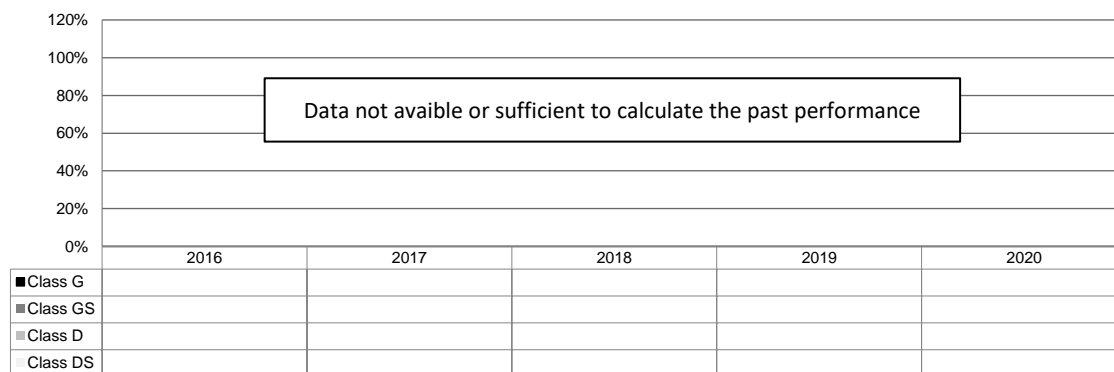 120%
100%
80%
Data not avaible or sufficient to calculate the past performance
60%
40%
20%
0%
2016 2017 2018 2019 2020
Class G
Class GS
Class D
Class DS